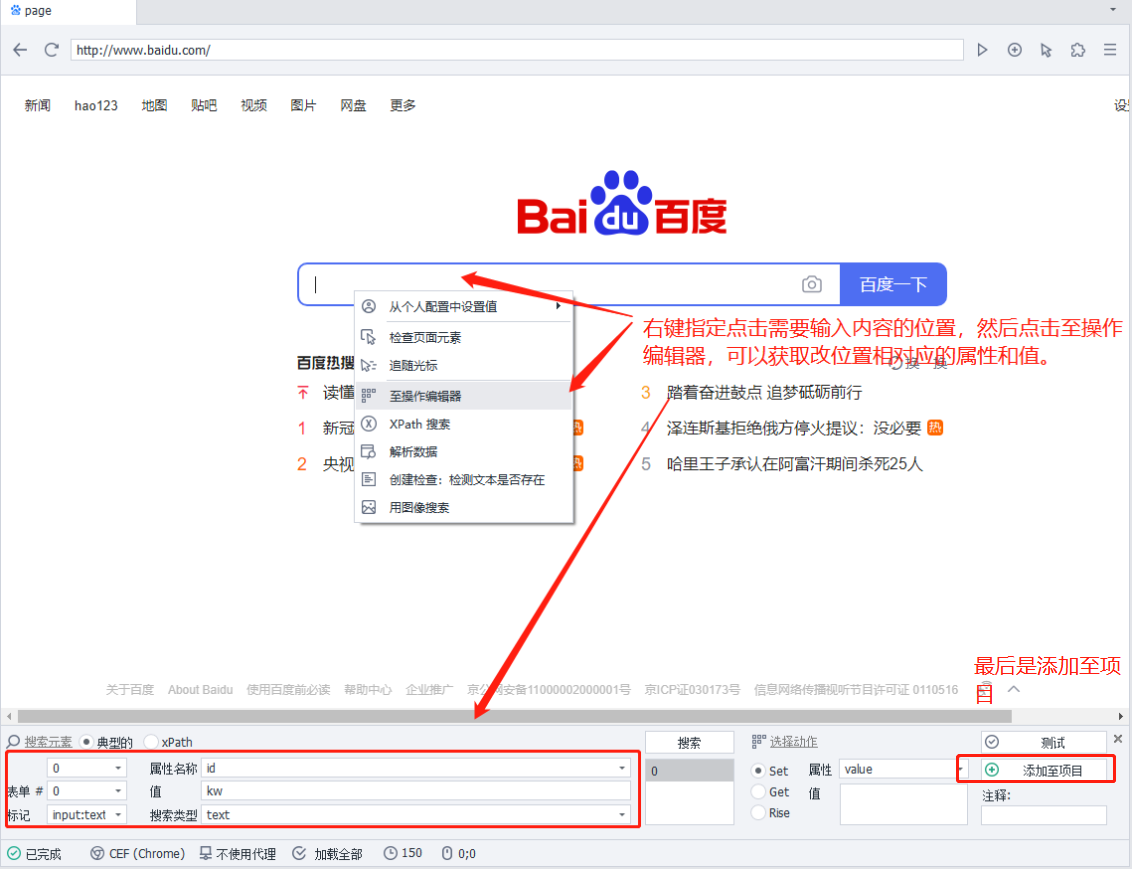 page
http://www.baidu.com/
新闻 hao123 地图 贴吧 视频 图片 网盘 更多
Bai du 百度
百度一下
从个人配置中设置值
检查页面元素
追随光标
至操作编辑器
XPath 搜索
解析数据
创建检查：检测文本是否存在
用图像搜索
右键指定点击需要输入内容的位置，然后点击至操作
编辑器，可以获取改位置相对应的属性和值。
百度热搜
换一换
读懂
3 踏着奋进鼓点 追梦砥砺前行
1 新冠 热
4 泽连斯基拒绝俄方停火提议：没必要 热
2 央视 热
5 哈里王子承认在阿富汗期间杀死25人
最后是添加至项
目
关于百度 About Baidu 使用百度前必读 帮助中心 企业推广 京公网安备11000002000001号 京ICP证030173号 信息网络传播视听节目许可证 0110516
搜索元素 典型的 xPath 搜索 选择动作 测试
0 属性名称 id 0 Set 属性 value 添加至项目
表单 # 0 值 kw Get 值 注释:
标记 input:text 搜索类型 text Rise
已完成 CEF (Chrome) 不使用代理 加载全部 150 0;0